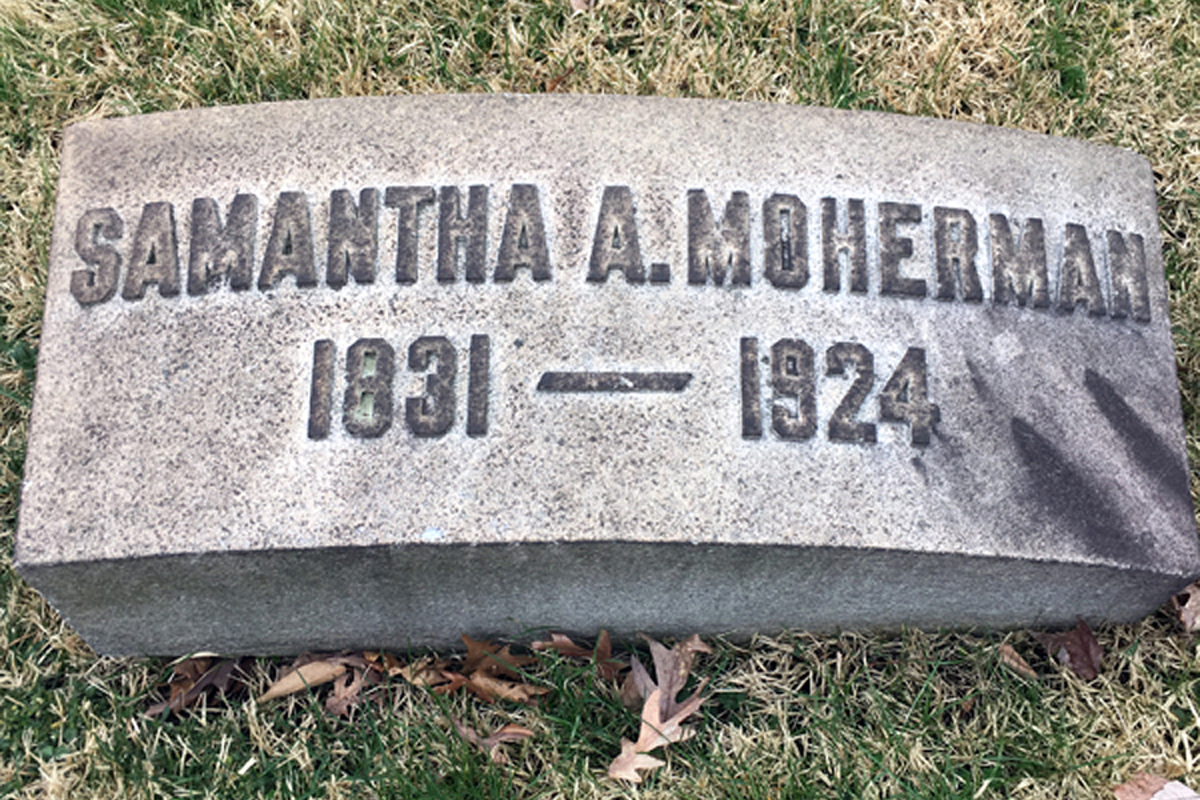 SAMANTHA A. MOHERMAN
1831 — 1924